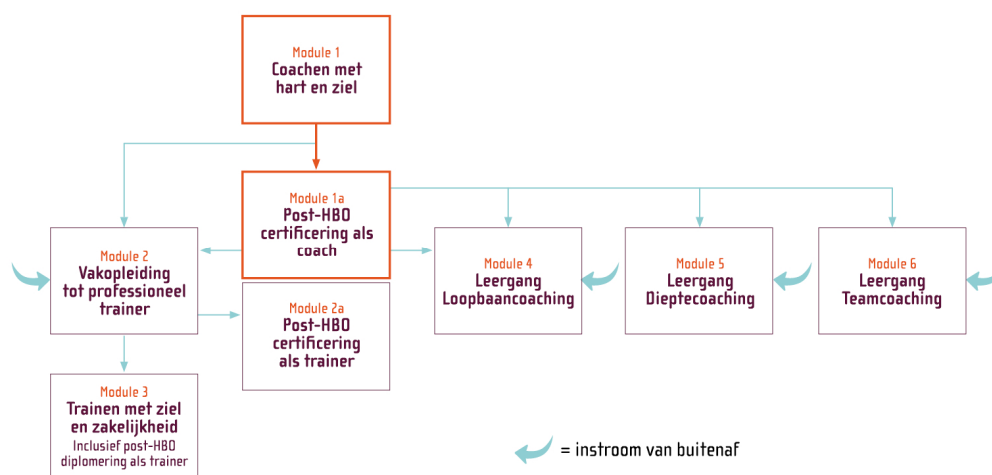 Module 1
Coachen met
hart en ziel
Module 1a
Post-HBO
certificering als
coach
Module 2
Vakopleiding
tot professioneel
trainer
Module 4
Leergang
Loopbaancoaching
Module 5
Leergang
Dieptecoaching
Module 6
Leergang
Teamcoaching
Module 2a
Post-HBO
certificering
als trainer
Module 3
Trainen met ziel
en zakelijkheid
Inclusief post-HBO
diplomering als trainer
= instroom van buitenaf